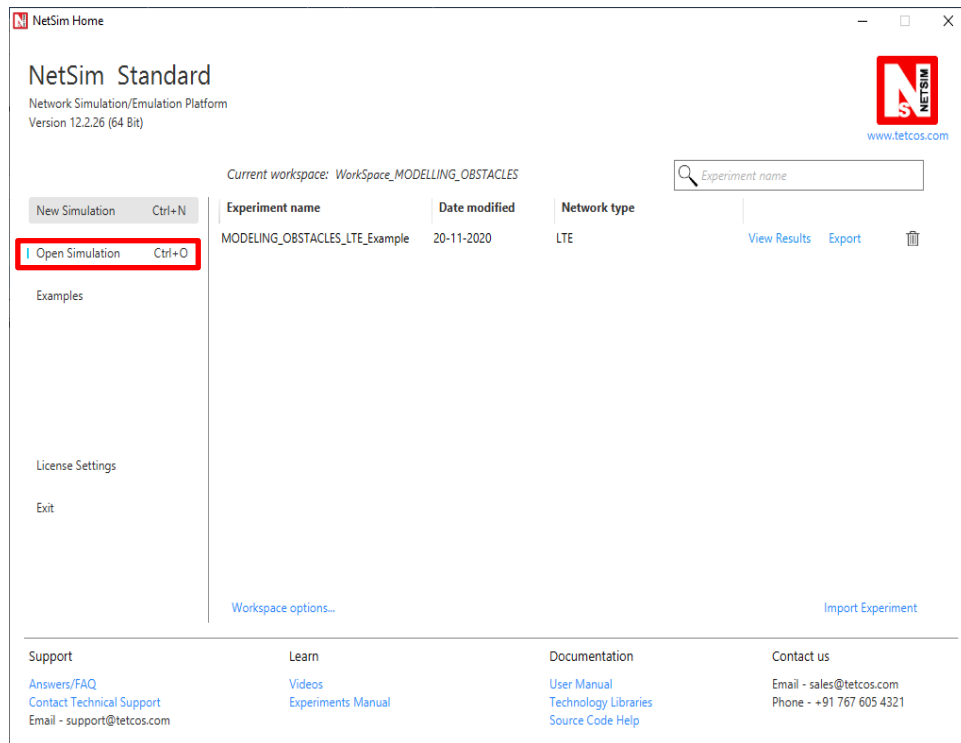 NetSim Home
NetSim Standard
Network Simulation/Emulation Platform
Version 12.2.26 (64 Bit)
NS NETSIM
www.tetcos.com
Current workspace: WorkSpace_MODELLING_OBSTACLES
Experiment name
New Simulation Ctrl+N
Open Simulation Ctrl+O
Examples
License Settings
Exit
Experiment name Date modified Network type
MODELING_OBSTACLES_LTE_Example 20-11-2020 LTE View Results Export
Workspace options...
Import Experiment
Support
Answers/FAQ
Contact Technical Support
Email - support@tetcos.com
Learn
Videos
Experiments Manual
Documentation
User Manual
Technology Libraries
Source Code Help
Contact us
Email - sales@tetcos.com
Phone - +91 767 605 4321